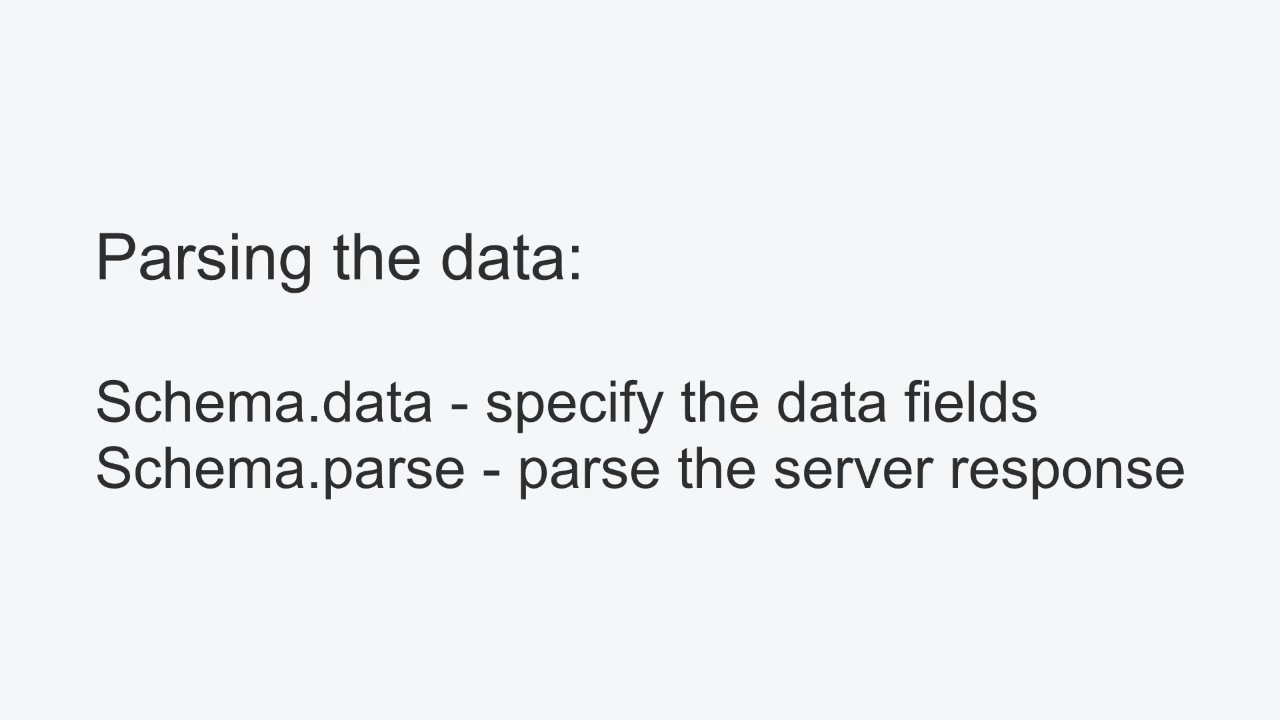 Parsing the data:
Schema.data - specify the data fields
Schema.parse - parse the server response